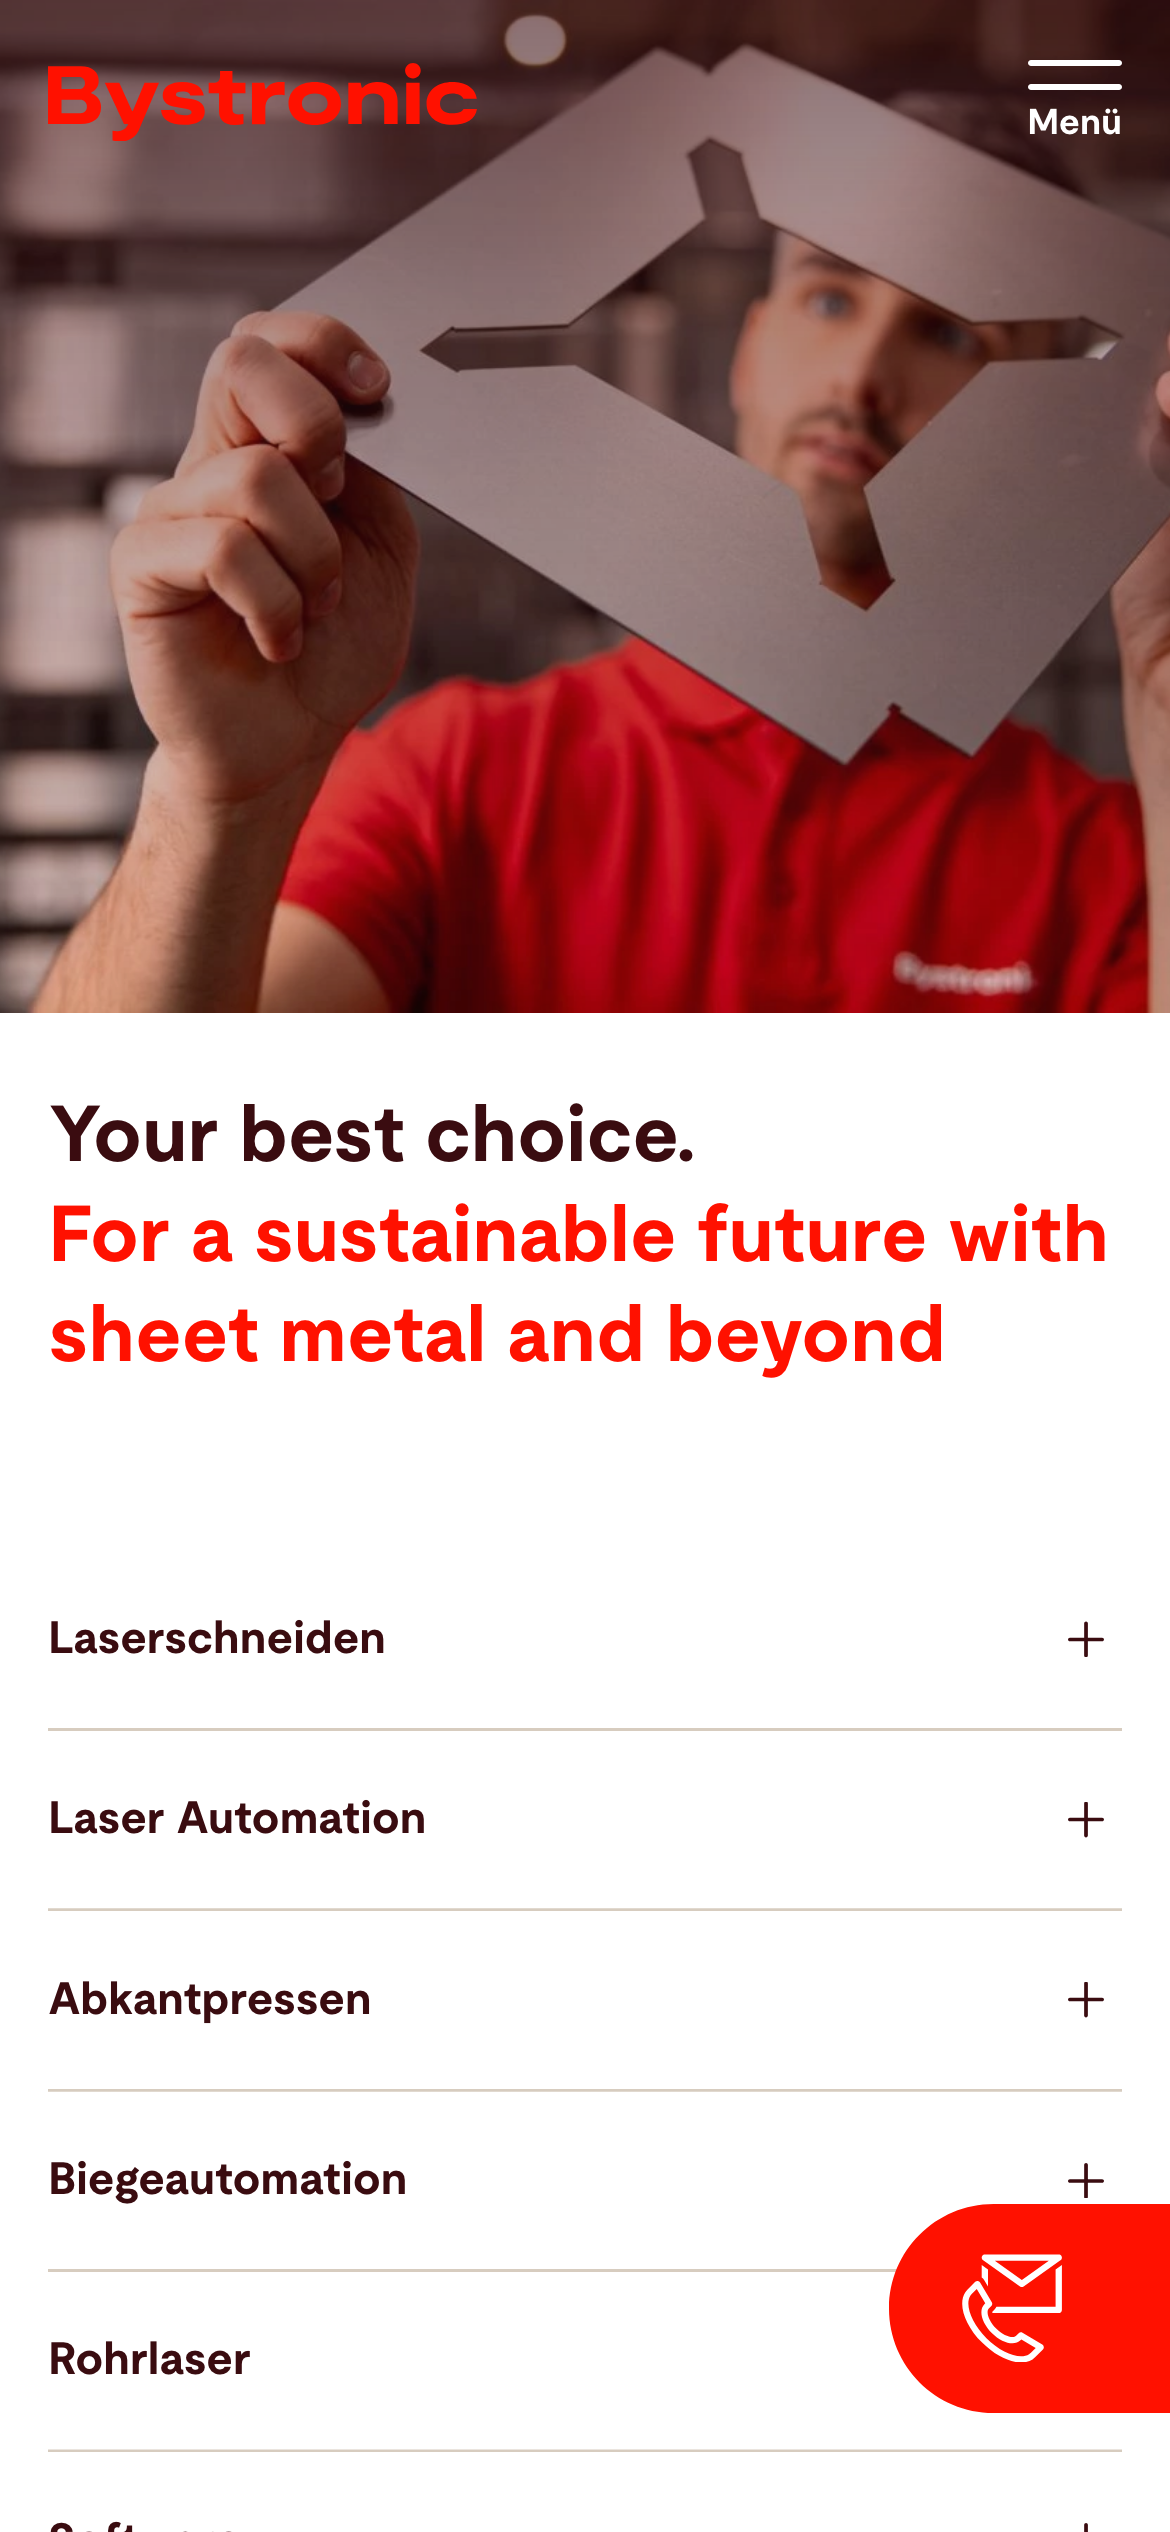 Bystronic
Menü
Your best choice.
For a sustainable future with
sheet metal and beyond
Laserschneiden
Laser Automation
Abkantpressen
Biegeautomation
Rohrlaser